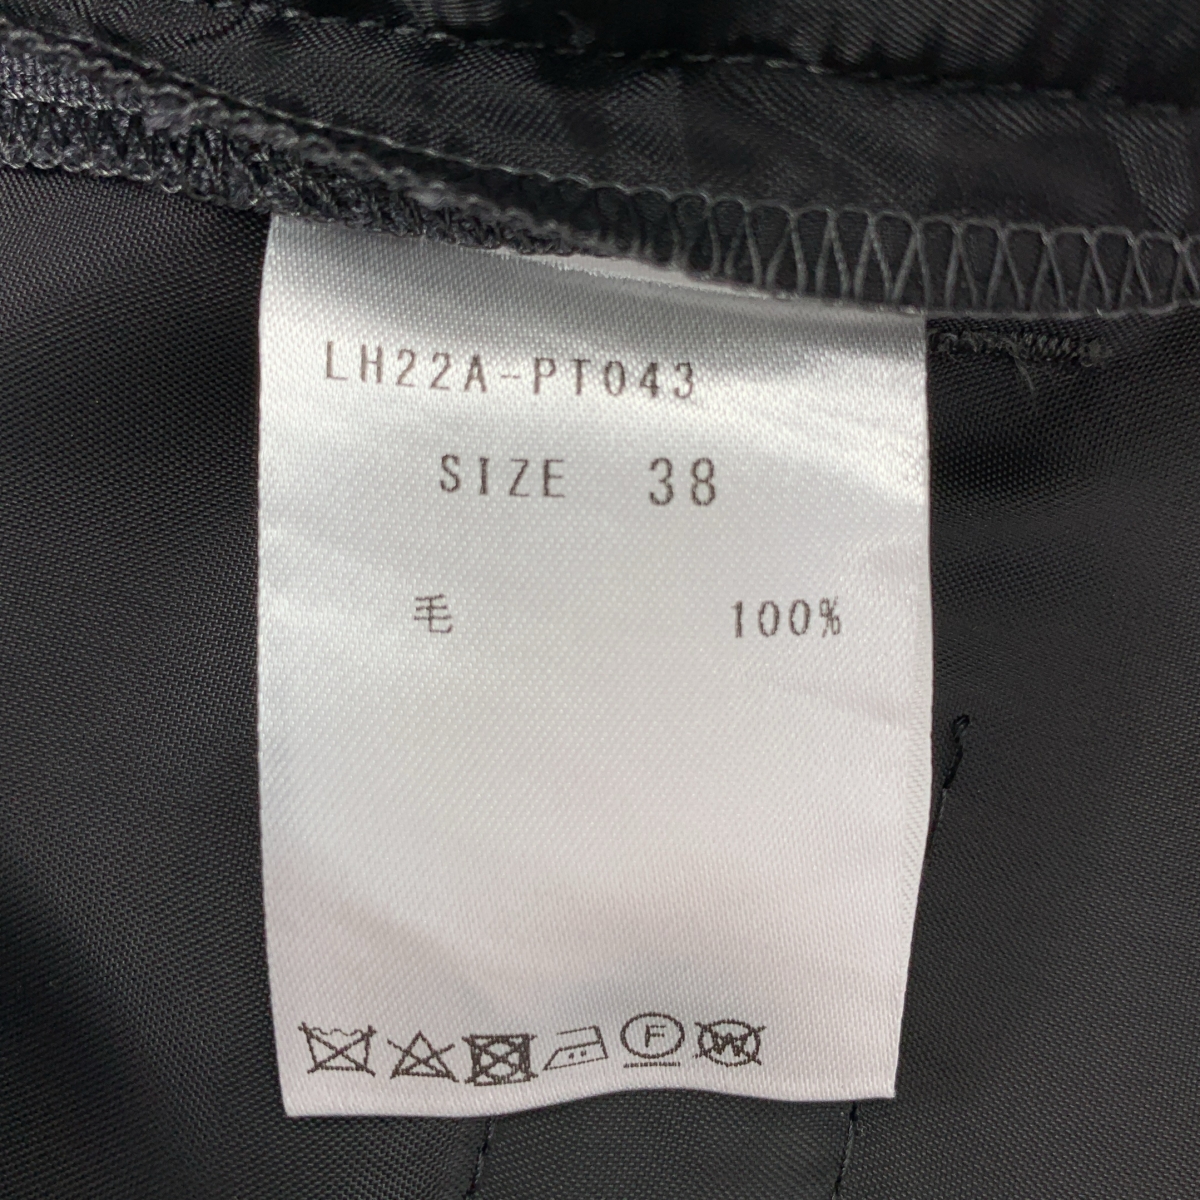 LH22A-PT043
SIZE 38
毛 100%
F W